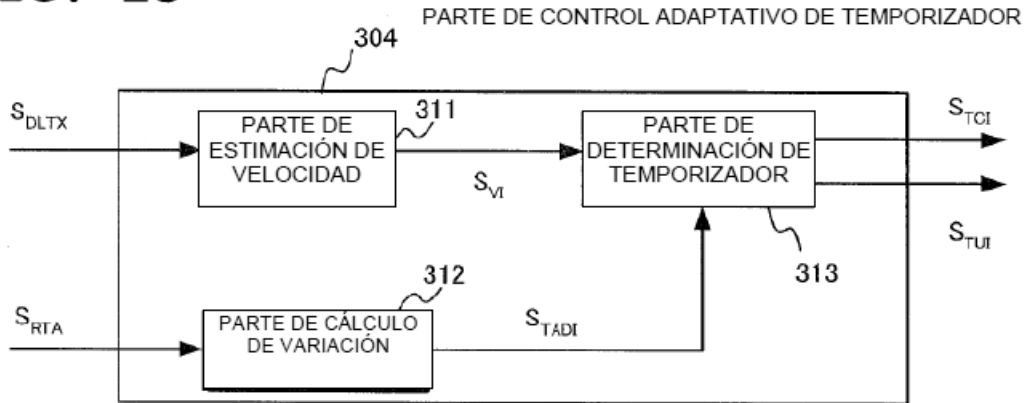 PARTE DE CONTROL ADAPTATIVO DE TEMPORIZADOR
304
S_DLTX
PARTE DE
ESTIMACIÓN DE
VELOCIDAD
311
S_VI
PARTE DE
DETERMINACIÓN DE
TEMPORIZADOR
313
S_TCI
S_TUI
S_RTA
PARTE DE CÁLCULO
DE VARIACIÓN
312
S_TADI